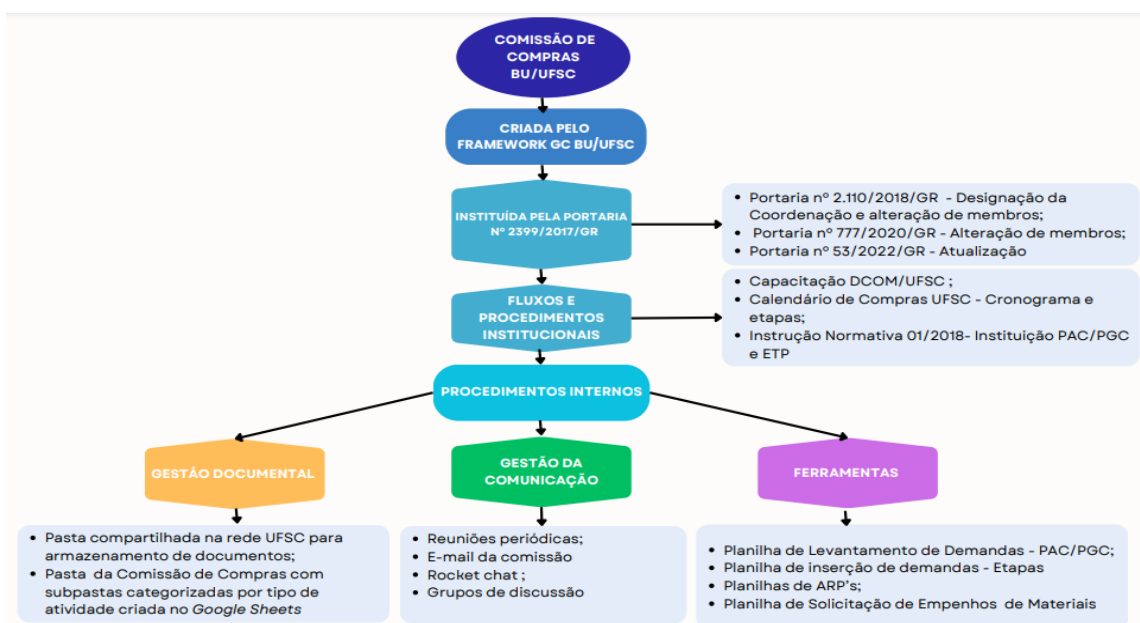 COMISSÃO DE
COMPRAS
BU/UFSC
CRIADA PELO
FRAMEWORK GC BU/UFSC
INSTITUÍDA PELA PORTARIA
Nº 2399/2017/GR
• Portaria nº 2.110/2018/GR - Designação da
Coordenação e alteração de membros;
• Portaria nº 777/2020/GR - Alteração de membros;
• Portaria nº 53/2022/GR - Atualização
FLUXOS E
PROCEDIMENTOS
INSTITUCIONAIS
• Capacitação DCOM/UFSC ;
• Calendário de Compras UFSC - Cronograma e
etapas;
• Instrução Normativa 01/2018- Instituição PAC/PGC
e ETP
PROCEDIMENTOS INTERNOS
GESTÃO DOCUMENTAL
• Pasta compartilhada na rede UFSC para
armazenamento de documentos;
• Pasta da Comissão de Compras com
subpastas categorizadas por tipo de
atividade criada no Google Sheets
GESTÃO DA
COMUNICAÇÃO
• Reuniões periódicas;
• E-mail da comissão
• Rocket chat ;
• Grupos de discussão
FERRAMENTAS
• Planilha de Levantamento de Demandas - PAC/PGC;
• Planilha de inserção de demandas - Etapas
• Planilhas de ARP's;
• Planilha de Solicitação de Empenhos de Materiais